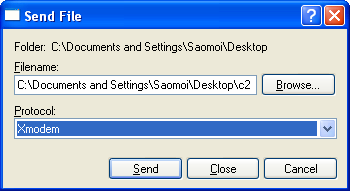 Send File
Folder: C:\Documents and Settings\Saomoi\Desktop
Filename:
C:\Documents and Settings\Saomoi\Desktop\c2
Browse...
Protocol:
Xmodem
Send Close Cancel